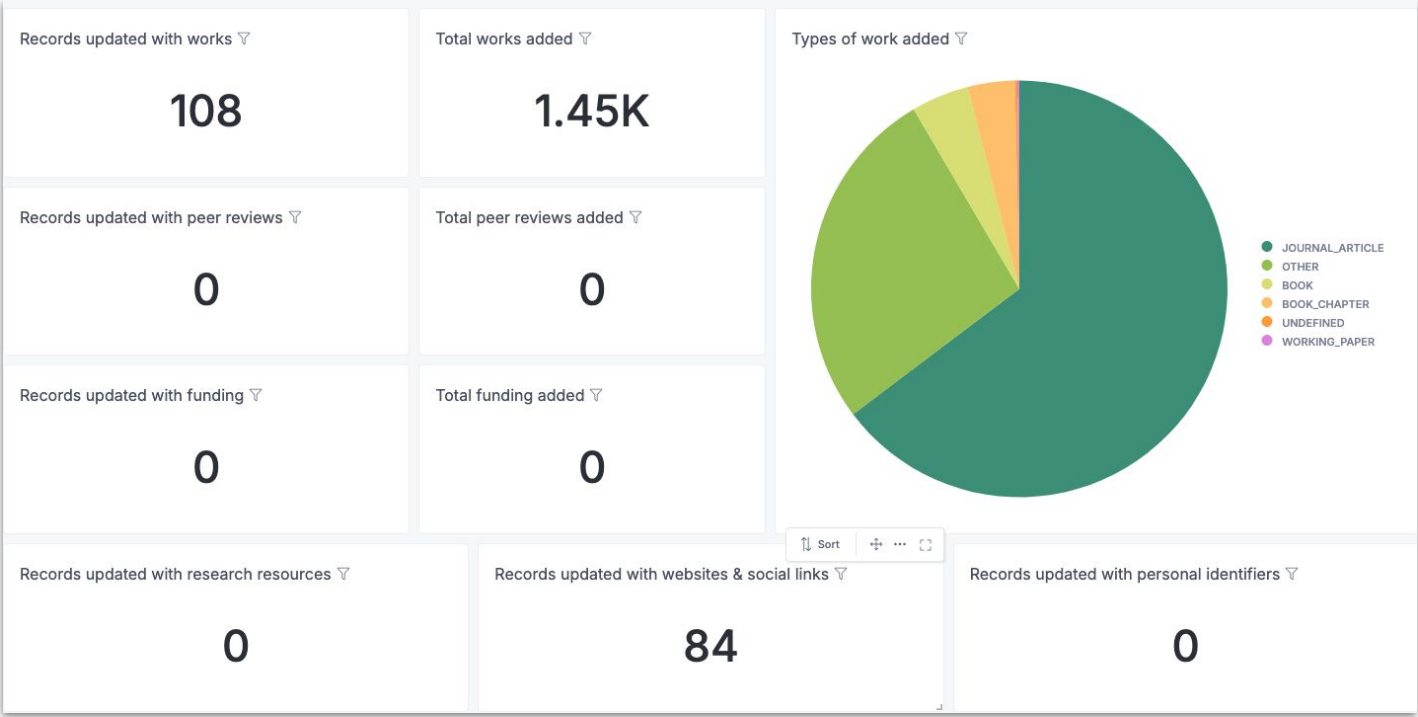 Records updated with works
108
Total works added
1.45K
Types of work added
JOURNAL_ARTICLE
OTHER
BOOK
BOOK_CHAPTER
UNDEFINED
WORKING_PAPER
Records updated with peer reviews
0
Total peer reviews added
0
Records updated with funding
0
Total funding added
0
Sort
Records updated with research resources
0
Records updated with websites & social links
84
Records updated with personal identifiers
0